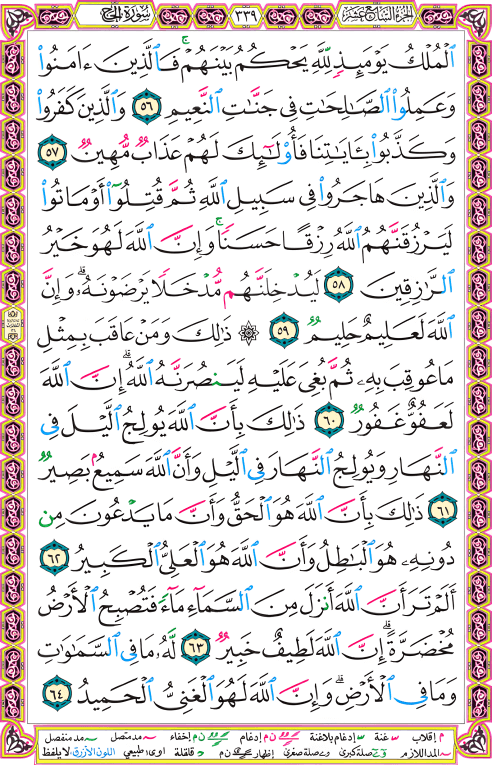 الجزء السابع عشر ٣٣٩ سورة الحج
ٱلْمُلْكُ يَوْمَئِذٍ لِّلَّهِ يَحْكُمُ بَيْنَهُمْ ۚ فَٱلَّذِينَ ءَامَنُوا۟
وَعَمِلُوا۟ ٱلصَّـٰلِحَـٰتِ فِى جَنَّـٰتِ ٱلنَّعِيمِ ٥٦ وَٱلَّذِينَ كَفَرُوا۟
وَكَذَّبُوا۟ بِـَٔايَـٰتِنَا فَأُو۟لَـٰٓئِكَ لَهُمْ عَذَابٌ مُّهِينٌ ٥٧
وَٱلَّذِينَ هَاجَرُوا۟ فِى سَبِيلِ ٱللَّهِ ثُمَّ قُتِلُوٓا۟ أَوْ مَاتُوا۟
لَيَرْزُقَنَّهُمُ ٱللَّهُ رِزْقًا حَسَنًا ۚ وَإِنَّ ٱللَّهَ لَهُوَ خَيْرُ
ٱلرَّٰزِقِينَ ٥٨ لَيُدْخِلَنَّهُم مُّدْخَلًا يَرْضَوْنَهُۥ ۗ وَإِنَّ
ٱللَّهَ لَعَلِيمٌ حَلِيمٌ ٥٩ ۞ ذَٰلِكَ وَمَنْ عَاقَبَ بِمِثْلِ
مَا عُوقِبَ بِهِۦ ثُمَّ بُغِىَ عَلَيْهِ لَيَنصُرَنَّهُ ٱللَّهُ ۗ إِنَّ ٱللَّهَ
لَعَفُوٌّ غَفُورٌ ٦٠ ذَٰلِكَ بِأَنَّ ٱللَّهَ يُولِجُ ٱلَّيْلَ فِى
ٱلنَّهَارِ وَيُولِجُ ٱلنَّهَارَ فِى ٱلَّيْلِ وَأَنَّ ٱللَّهَ سَمِيعٌۢ بَصِيرٌ
٦١ ذَٰلِكَ بِأَنَّ ٱللَّهَ هُوَ ٱلْحَقُّ وَأَنَّ مَا يَدْعُونَ مِن
دُونِهِۦ هُوَ ٱلْبَـٰطِلُ وَأَنَّ ٱللَّهَ هُوَ ٱلْعَلِىُّ ٱلْكَبِيرُ ٦٢
أَلَمْ تَرَ أَنَّ ٱللَّهَ أَنزَلَ مِنَ ٱلسَّمَآءِ مَآءً فَتُصْبِحُ ٱلْأَرْضُ
مُخْضَرَّةً ۗ إِنَّ ٱللَّهَ لَطِيفٌ خَبِيرٌ ٦٣ لَّهُۥ مَا فِى ٱلسَّمَـٰوَٰتِ
وَمَا فِى ٱلْأَرْضِ ۗ وَإِنَّ ٱللَّهَ لَهُوَ ٱلْغَنِىُّ ٱلْحَمِيدُ ٦٤
م إقلاب غنة إدغام بلاغنة ن م إدغام ن م إخفاء مد متصل مد منفصل
المد اللازم صلة كبرى وے صلة صغرى إظهار ن م قلقلة اوى، طبيعي اللون الأزرق لا يلفظ